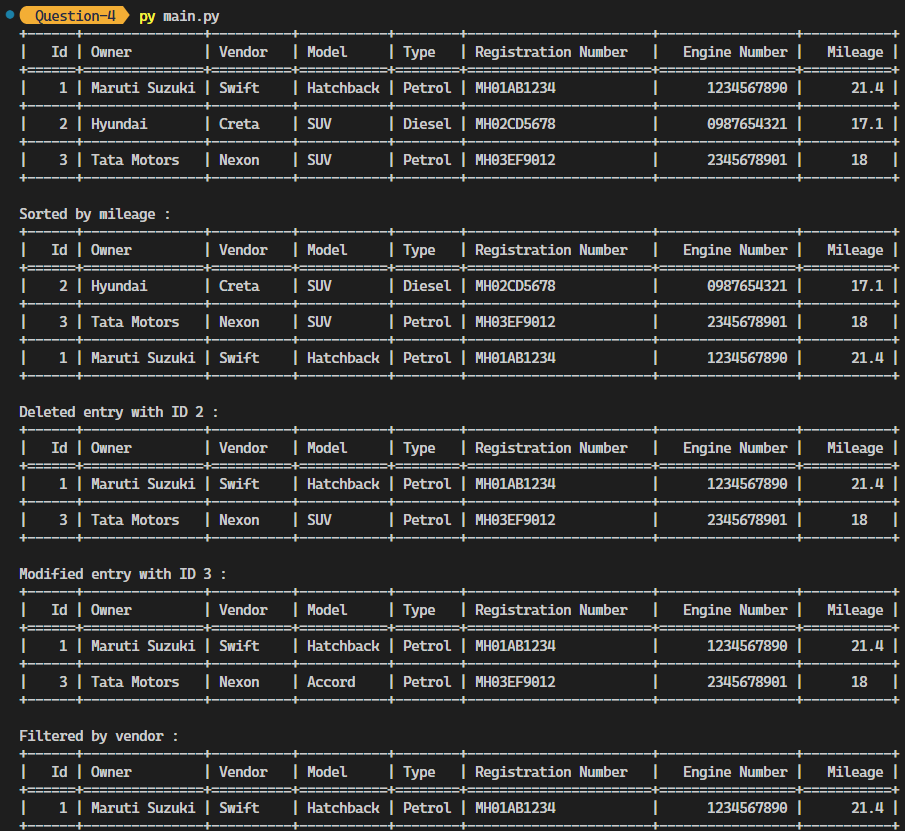 Question-4 py main.py
| Id | Owner | Vendor | Model | Type | Registration Number | Engine Number | Mileage |
| 1 | Maruti Suzuki | Swift | Hatchback | Petrol | MH01AB1234 | 1234567890 | 21.4 |
| 2 | Hyundai | Creta | SUV | Diesel | MH02CD5678 | 0987654321 | 17.1 |
| 3 | Tata Motors | Nexon | SUV | Petrol | MH03EF9012 | 2345678901 | 18 |
Sorted by mileage :
| Id | Owner | Vendor | Model | Type | Registration Number | Engine Number | Mileage |
| 2 | Hyundai | Creta | SUV | Diesel | MH02CD5678 | 0987654321 | 17.1 |
| 3 | Tata Motors | Nexon | SUV | Petrol | MH03EF9012 | 2345678901 | 18 |
| 1 | Maruti Suzuki | Swift | Hatchback | Petrol | MH01AB1234 | 1234567890 | 21.4 |
Deleted entry with ID 2 :
| Id | Owner | Vendor | Model | Type | Registration Number | Engine Number | Mileage |
| 1 | Maruti Suzuki | Swift | Hatchback | Petrol | MH01AB1234 | 1234567890 | 21.4 |
| 3 | Tata Motors | Nexon | SUV | Petrol | MH03EF9012 | 2345678901 | 18 |
Modified entry with ID 3 :
| Id | Owner | Vendor | Model | Type | Registration Number | Engine Number | Mileage |
| 1 | Maruti Suzuki | Swift | Hatchback | Petrol | MH01AB1234 | 1234567890 | 21.4 |
| 3 | Tata Motors | Nexon | Accord | Petrol | MH03EF9012 | 2345678901 | 18 |
Filtered by vendor :
| Id | Owner | Vendor | Model | Type | Registration Number | Engine Number | Mileage |
| 1 | Maruti Suzuki | Swift | Hatchback | Petrol | MH01AB1234 | 1234567890 | 21.4 |